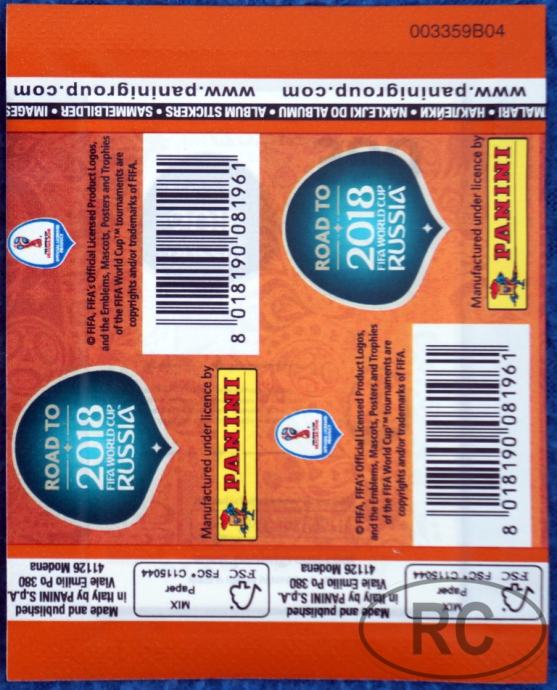 003359B04
www.paninigroup.com www.paninigroup.com
MALARI • НАКЛЕЙКИ • NAKLEJKI DO ALBUMU • ALBUM STICKERS • SAMMELBILDER • IMAGES
© FIFA, FIFA's Official Licensed Product Logos,
and the Emblems, Mascots, Posters and Trophies
of the FIFA World Cup™ tournaments are
copyrights and/or trademarks of FIFA.
8 018190 081961
ROAD TO
2018
FIFA WORLD CUP
RUSSIA
Manufactured under licence by
PANINI
ROAD TO
2018
FIFA WORLD CUP
RUSSIA
Manufactured under licence by
PANINI
© FIFA, FIFA's Official Licensed Product Logos,
and the Emblems, Mascots, Posters and Trophies
of the FIFA World Cup™ tournaments are
copyrights and/or trademarks of FIFA.
8 018190 081961
Made and published
in Italy by PANINI S.p.A.
Viale Emilio Po 380
41126 Modena
MIX
Paper
FSC® C115044
FSC
Made and published
in Italy by PANINI S.p.A.
Viale Emilio Po 380
41126 Modena
MIX
Paper
FSC® C115044
FSC
RC